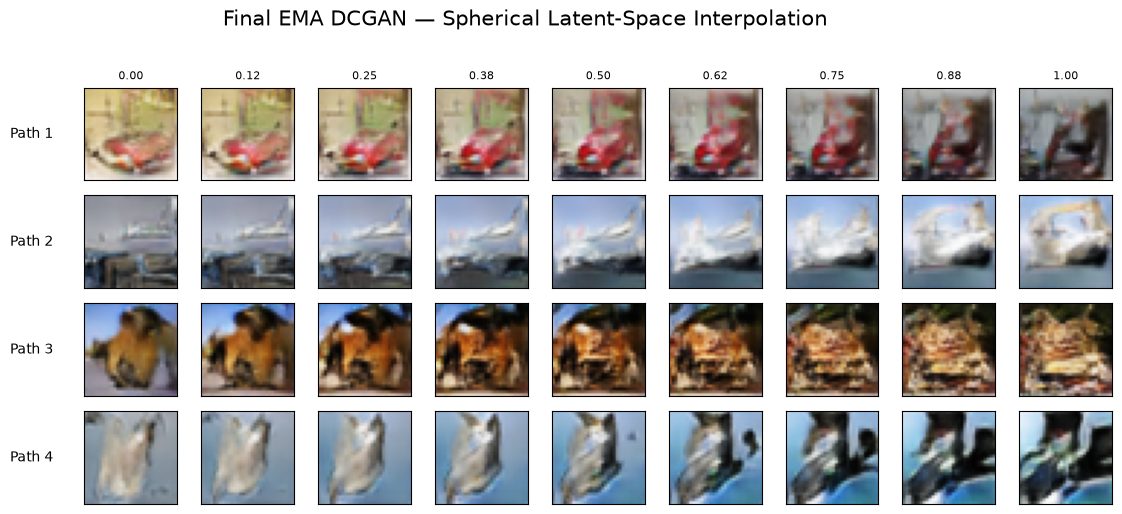 Final EMA DCGAN — Spherical Latent-Space Interpolation
0.00 0.12 0.25 0.38 0.50 0.62 0.75 0.88 1.00
Path 1
Path 2
Path 3
Path 4